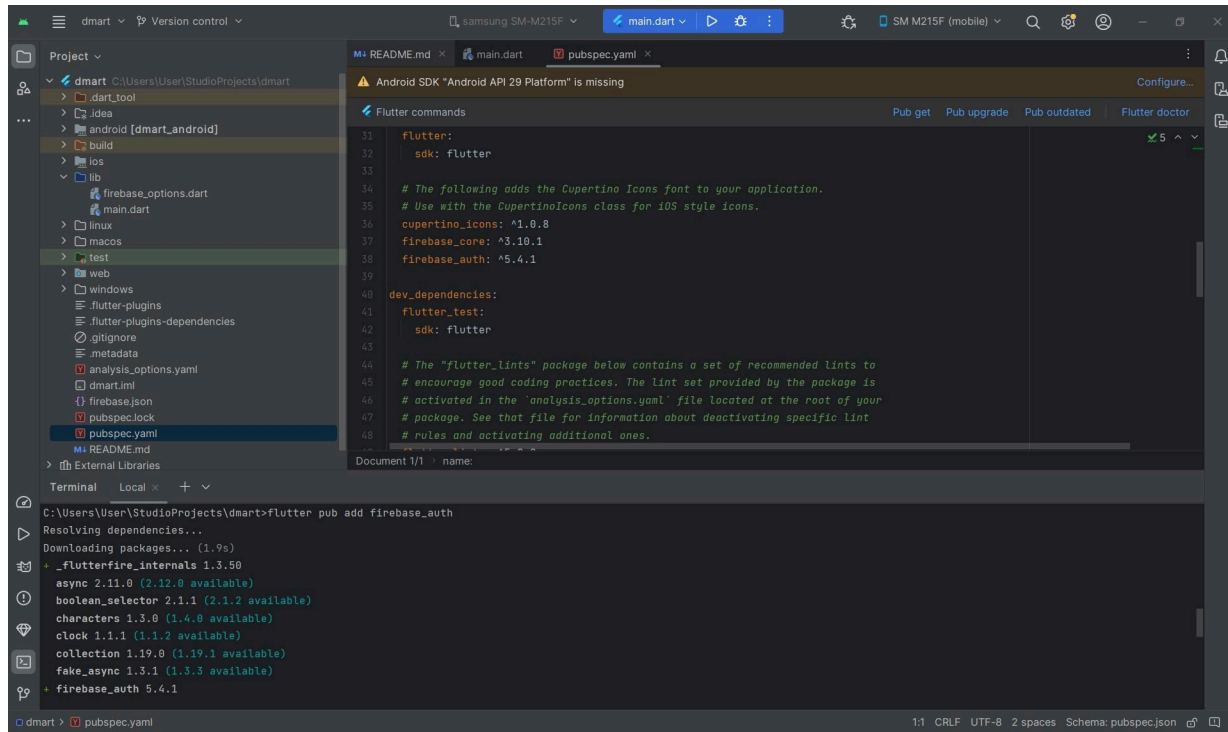 dmart Version control samsung SM-M215F main.dart SM M215F (mobile)
Project
dmart C:\Users\User\StudioProjects\dmart
.dart_tool
.idea
android [dmart_android]
build
ios
lib
firebase_options.dart
main.dart
linux
macos
test
web
windows
.flutter-plugins
.flutter-plugins-dependencies
.gitignore
.metadata
analysis_options.yaml
dmart.iml
firebase.json
pubspec.lock
pubspec.yaml
M↓ README.md
External Libraries
M↓ README.md main.dart pubspec.yaml
Android SDK "Android API 29 Platform" is missing Configure...
Flutter commands Pub get Pub upgrade Pub outdated Flutter doctor
5
31 flutter:
32 sdk: flutter
33
34 # The following adds the Cupertino Icons font to your application.
35 # Use with the CupertinoIcons class for iOS style icons.
36 cupertino_icons: ^1.0.8
37 firebase_core: ^3.10.1
38 firebase_auth: ^5.4.1
39
40 dev_dependencies:
41 flutter_test:
42 sdk: flutter
43
44 # The "flutter_lints" package below contains a set of recommended lints to
45 # encourage good coding practices. The lint set provided by the package is
46 # activated in the `analysis_options.yaml` file located at the root of your
47 # package. See that file for information about deactivating specific lint
48 # rules and activating additional ones.
Document 1/1 › name:
Terminal Local
C:\Users\User\StudioProjects\dmart>flutter pub add firebase_auth
Resolving dependencies...
Downloading packages... (1.9s)
+ _flutterfire_internals 1.3.50
async 2.11.0 (2.12.0 available)
boolean_selector 2.1.1 (2.1.2 available)
characters 1.3.0 (1.4.0 available)
clock 1.1.1 (1.1.2 available)
collection 1.19.0 (1.19.1 available)
fake_async 1.3.1 (1.3.3 available)
+ firebase_auth 5.4.1
dmart › pubspec.yaml 1:1 CRLF UTF-8 2 spaces Schema: pubspec.json